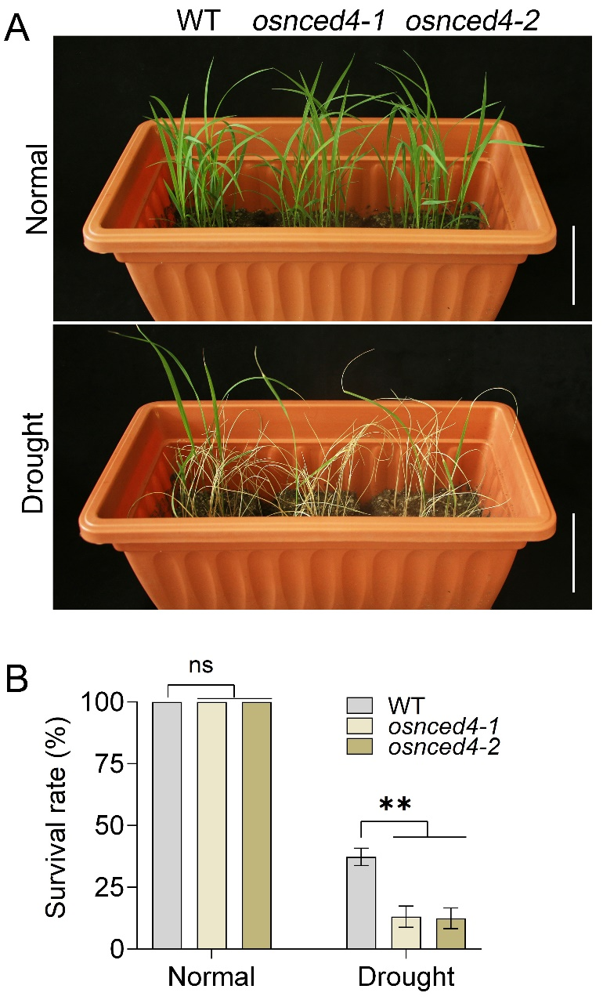 A
WT osnced4-1 osnced4-2
Normal
Drought
B
ns
100
75
50
25
0
Survival rate (%)
WT
osnced4-1
osnced4-2
**
Normal
Drought